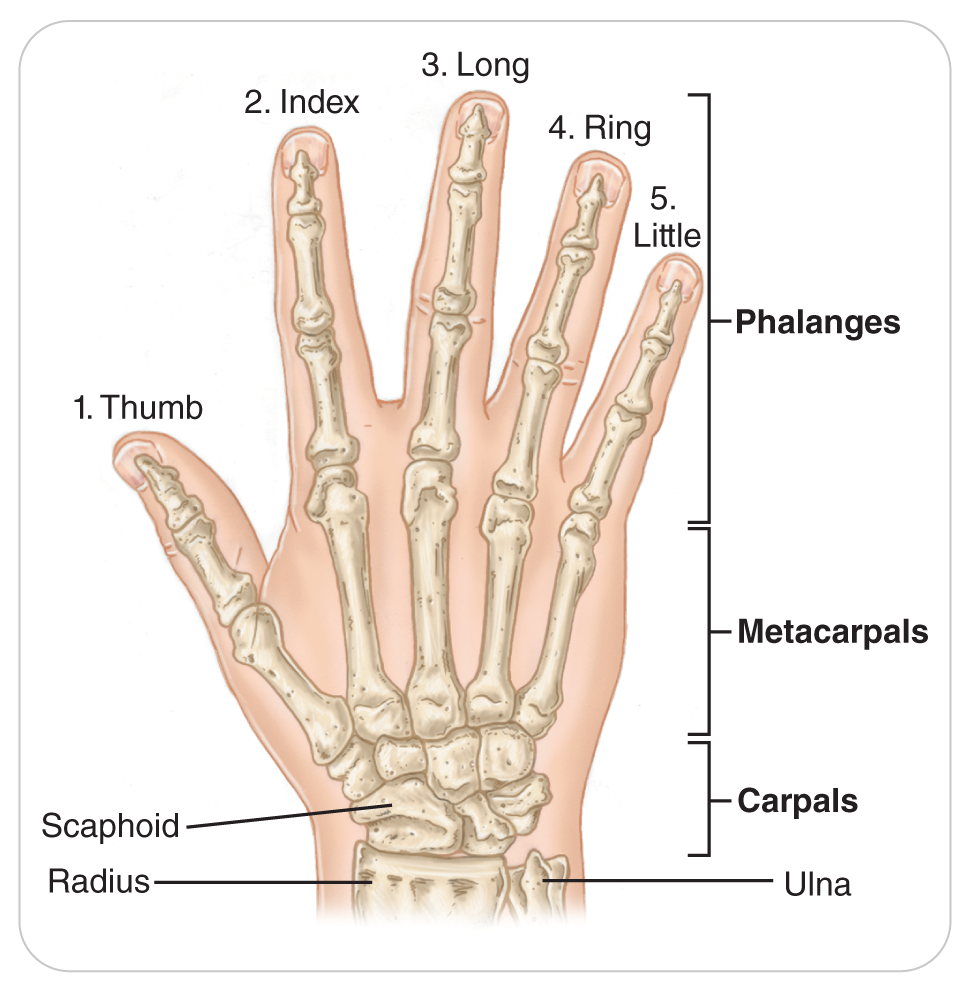 3. Long
2. Index
4. Ring
5.
Little
Phalanges
1. Thumb
Metacarpals
Carpals
Scaphoid
Radius
Ulna